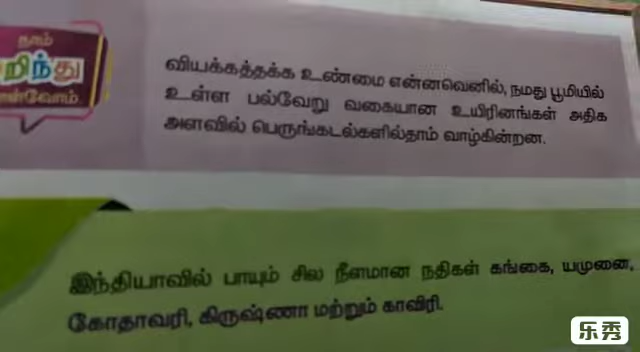 நாம்
வியக்கத்தக்க உண்மை என்னவெனில், நமது பூமியில்
உள்ள பல்வேறு வகையான உயிரினங்கள் அதிக
அளவில் பெருங்கடல்களில்தாம் வாழ்கின்றன.
இந்தியாவில் பாயும் சில நீளமான நதிகள் கங்கை, யமுனை,
கோதாவரி, கிருஷ்ணா மற்றும் காவிரி.
乐秀